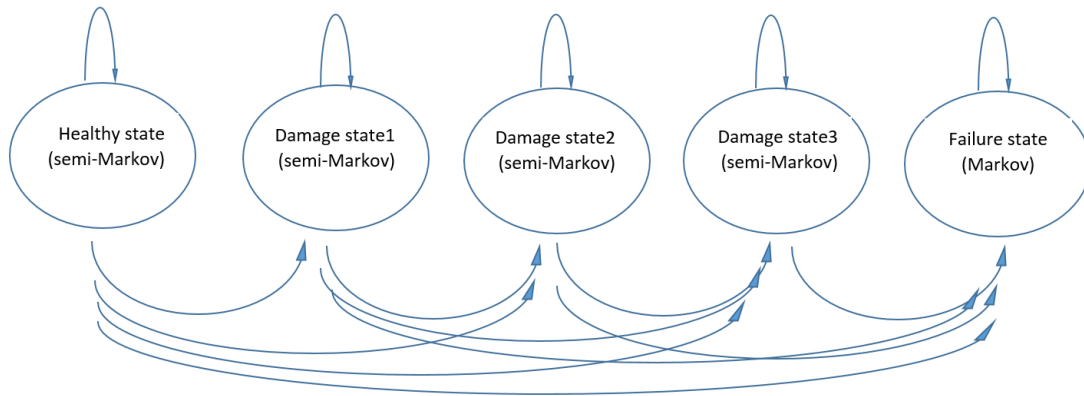 Healthy state
(semi-Markov)
Damage state1
(semi-Markov)
Damage state2
(semi-Markov)
Damage state3
(semi-Markov)
Failure state
(Markov)